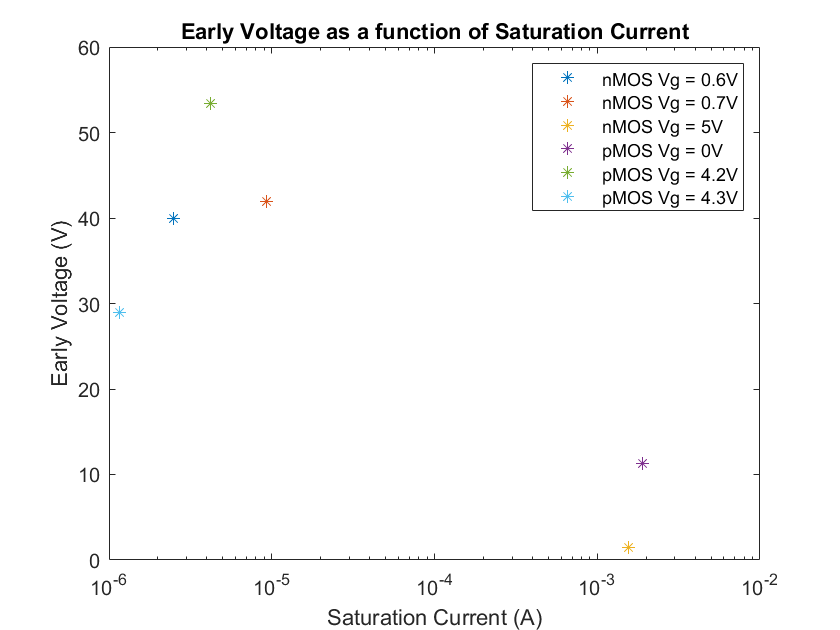 Early Voltage as a function of Saturation Current
60
50
40
30
20
10
0
Early Voltage (V)
nMOS Vg = 0.6V
nMOS Vg = 0.7V
nMOS Vg = 5V
pMOS Vg = 0V
pMOS Vg = 4.2V
pMOS Vg = 4.3V
10^-6 10^-5 10^-4 10^-3 10^-2
Saturation Current (A)